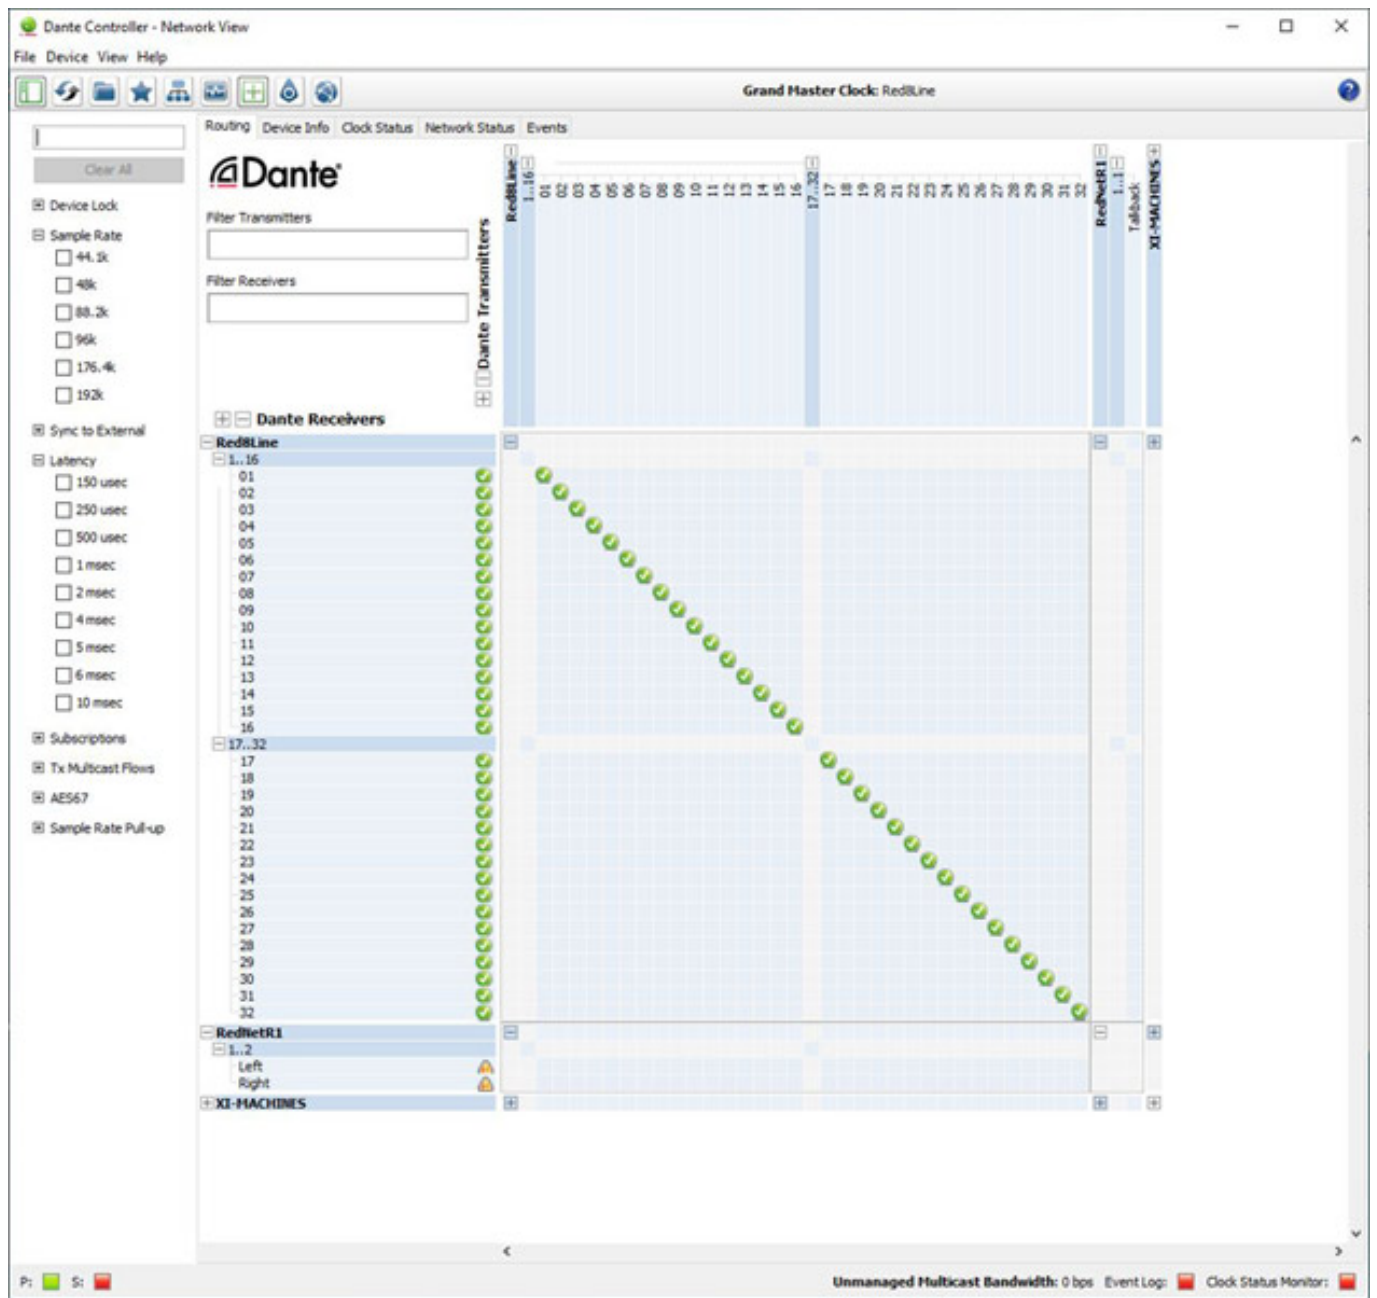 Dante Controller - Network View
File Device View Help
Grand Master Clock: Red8Line
Routing Device Info Clock Status Network Status Events
Clear All
Device Lock
Sample Rate
44.1k
48k
88.2k
96k
176.4k
192k
Sync to External
Latency
150 usec
250 usec
500 usec
1 msec
2 msec
4 msec
5 msec
6 msec
10 msec
Subscriptions
Tx Multicast Flows
AES67
Sample Rate Pull-up
Dante
Filter Transmitters
Filter Receivers
Dante Transmitters
Red8Line
1..16
01
02
03
04
05
06
07
08
09
10
11
12
13
14
15
16
17..32
17
18
19
20
21
22
23
24
25
26
27
28
29
30
31
32
RedNetR1
1..1
Talkback
XI-MACHINES
Dante Receivers
Red8Line
1..16
01
02
03
04
05
06
07
08
09
10
11
12
13
14
15
16
17..32
17
18
19
20
21
22
23
24
25
26
27
28
29
30
31
32
RedNetR1
1..2
Left
Right
XI-MACHINES
P: S: Unmanaged Multicast Bandwidth: 0 bps Event Log: Clock Status Monitor: